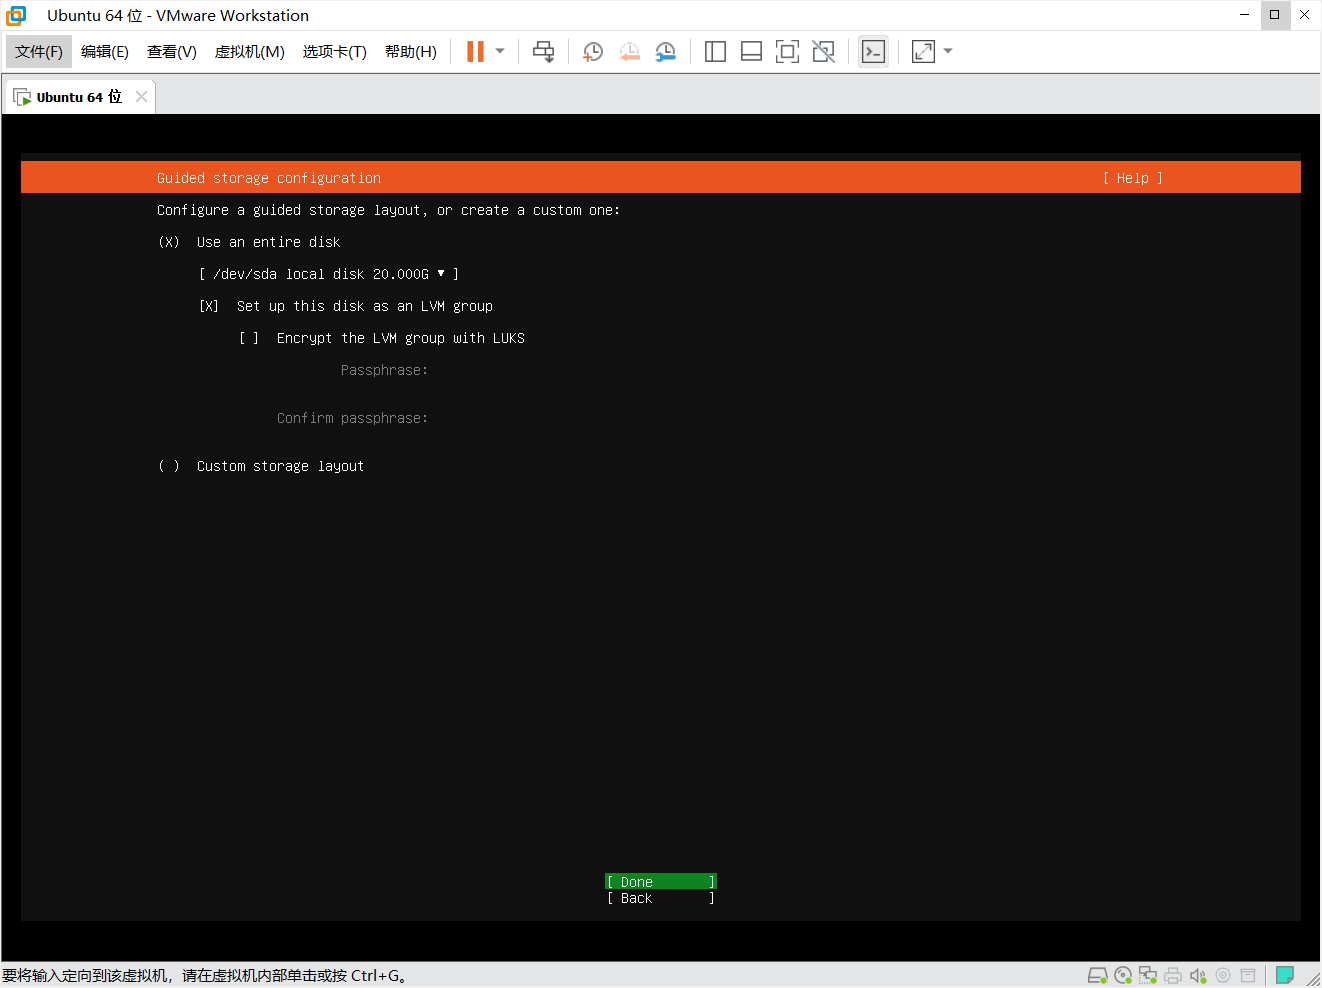 Ubuntu 64 位 - VMware Workstation
文件(F) 编辑(E) 查看(V) 虚拟机(M) 选项卡(T) 帮助(H)
Ubuntu 64 位
Guided storage configuration [ Help ]
Configure a guided storage layout, or create a custom one:
(X) Use an entire disk
[ /dev/sda local disk 20.000G ▾ ]
[X] Set up this disk as an LVM group
[ ] Encrypt the LVM group with LUKS
Passphrase:
Confirm passphrase:
( ) Custom storage layout
[ Done ]
[ Back ]
要将输入定向到该虚拟机，请在虚拟机内部单击或按 Ctrl+G。